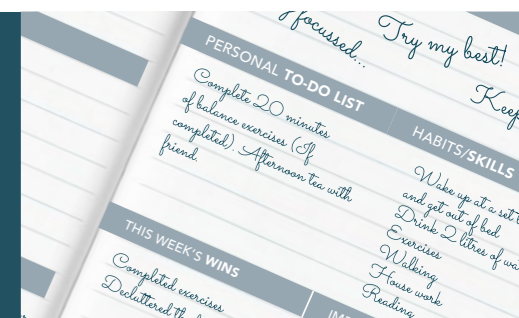 focussed...
Try my best!
Keep
PERSONAL TO-DO LIST
Complete 20 minutes
of balance exercises (If
completed). Afternoon tea with
friend.
HABITS/SKILLS
Wake up at a set
and get out of bed
Drink 2 litres of
Exercises
Walking
House work
Reading
THIS WEEK'S WINS
Completed exercises
Decluttered